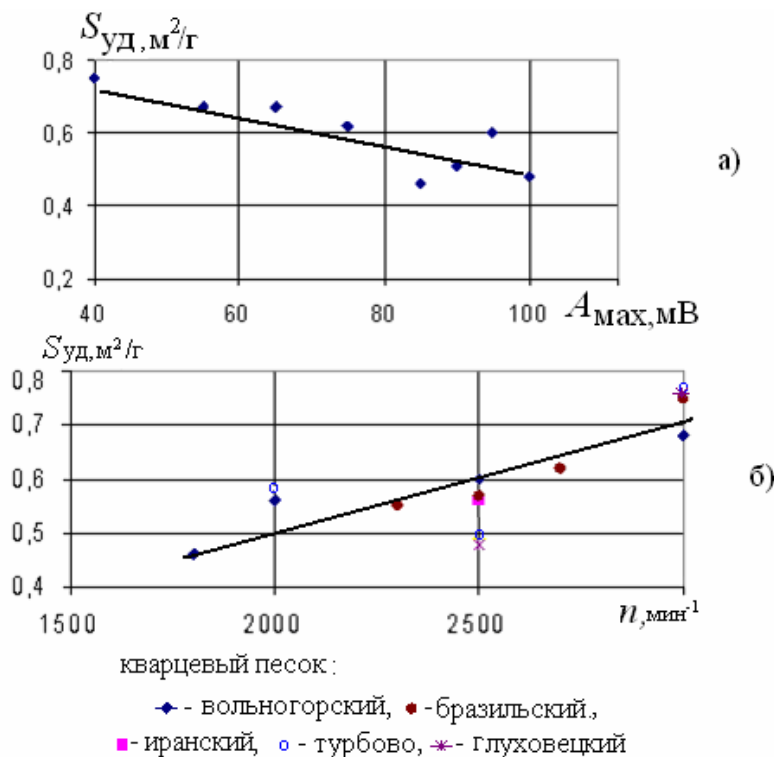 Sуд, м²/г
0,8
0,6
0,4
0,2
40 60 80 100 Aмах,мВ
а)
Sуд,м²/г
0,8
0,7
0,6
0,5
0,4
1500 2000 2500 n,мин-1
б)
кварцевый песок :
- вольногорский, - бразильский.,
- иранский, - турбово, - глуховецкий